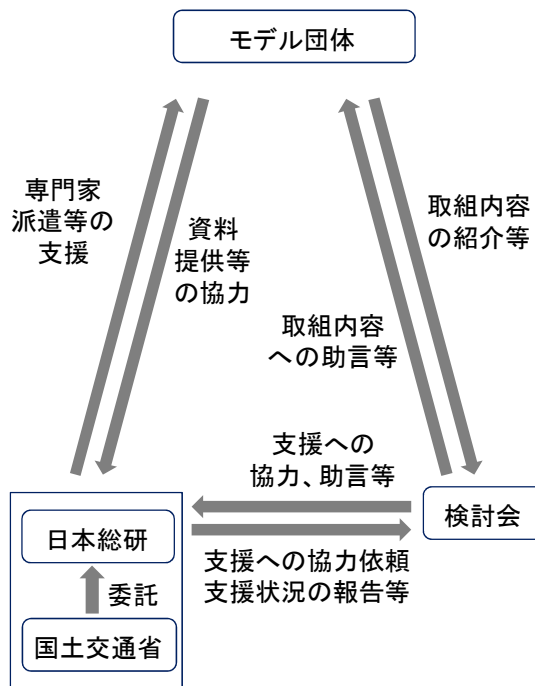 モデル団体
専門家
派遣等の
支援
資料
提供等
の協力
取組内容
の紹介等
取組内容
への助言等
支援への
協力、助言等
検討会
日本総研
支援への協力依頼
支援状況の報告等
委託
国土交通省